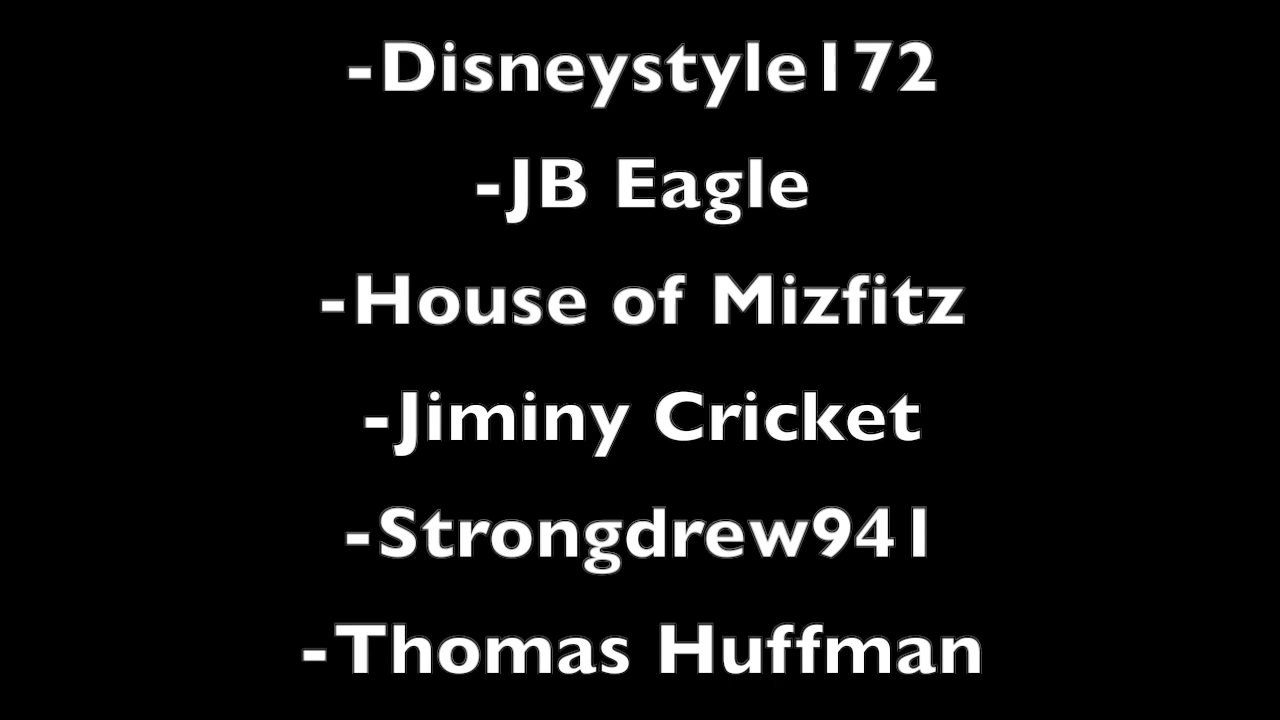 -Disneystyle172
-JB Eagle
-House of Mizfitz
-Jiminy Cricket
-Strongdrew941
-Thomas Huffman